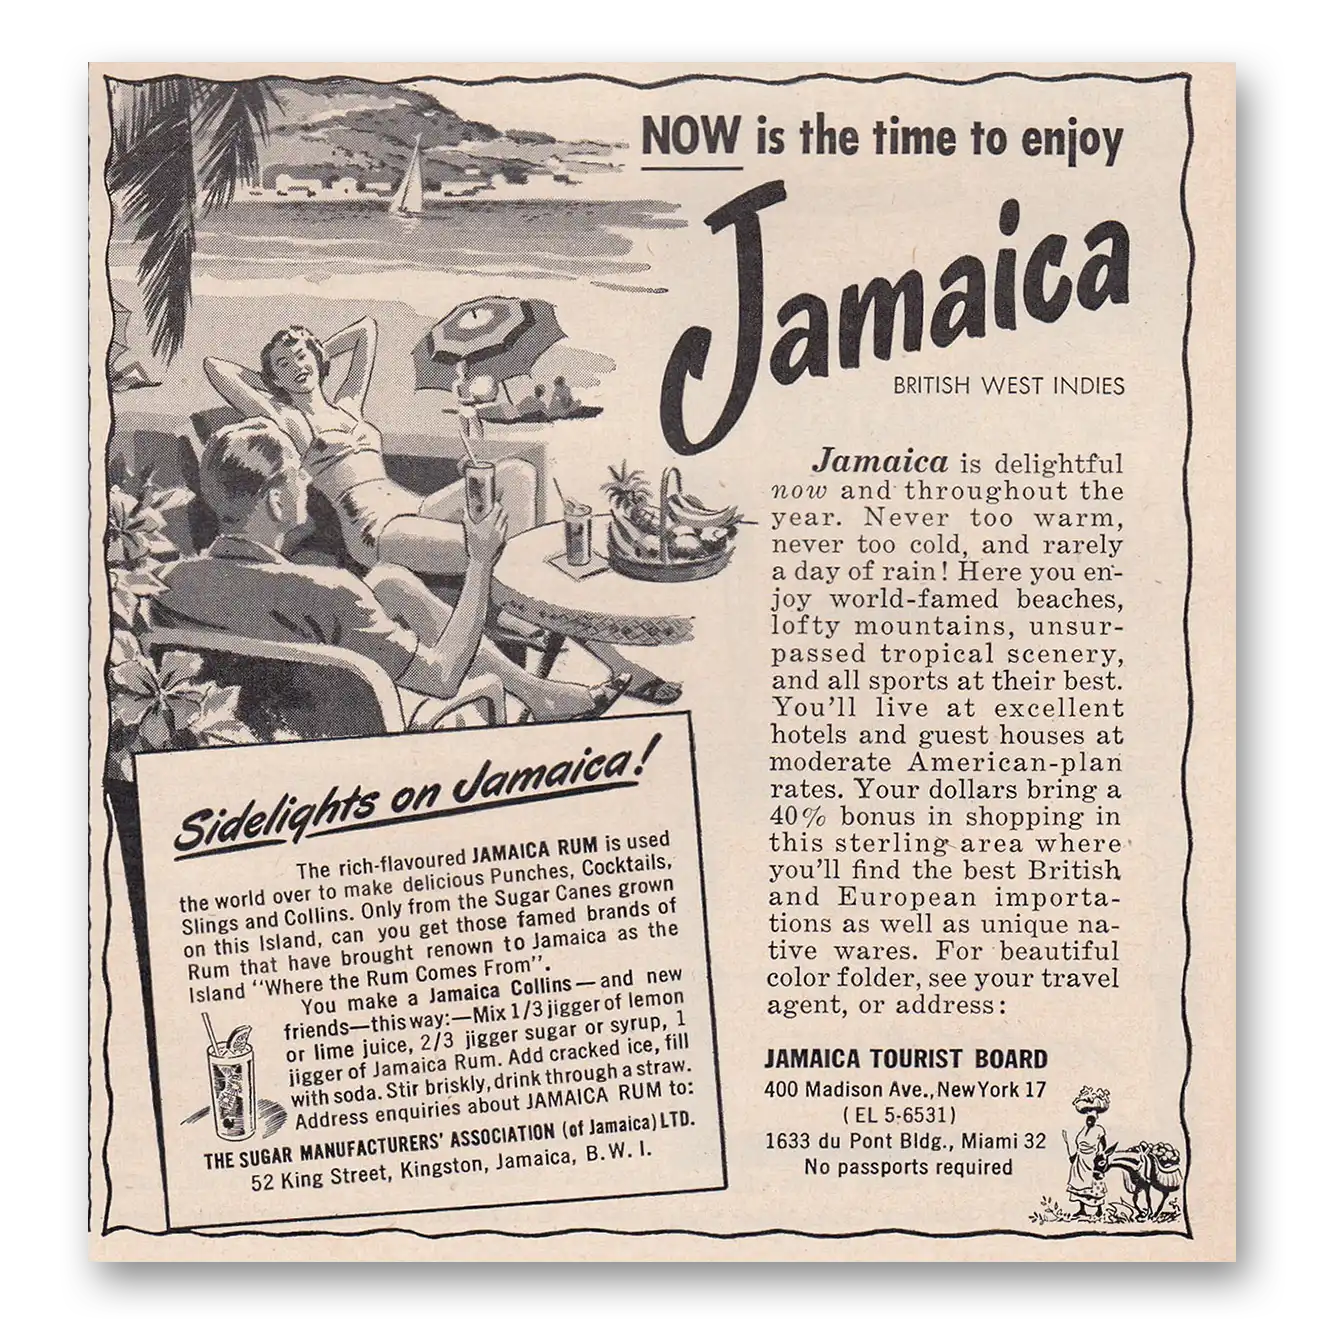 NOW is the time to enjoy
Jamaica
BRITISH WEST INDIES
Jamaica is delightful
now and throughout the
year. Never too warm,
never too cold, and rarely
a day of rain! Here you en-
joy world-famed beaches,
lofty mountains, unsur-
passed tropical scenery,
and all sports at their best.
You'll live at excellent
hotels and guest houses at
moderate American-plan
rates. Your dollars bring a
40% bonus in shopping in
this sterling area where
you'll find the best British
and European importa-
tions as well as unique na-
tive wares. For beautiful
color folder, see your travel
agent, or address:
JAMAICA TOURIST BOARD
400 Madison Ave., New York 17
(EL 5-6531)
1633 du Pont Bldg., Miami 32
No passports required
Sidelights on Jamaica!
The rich-flavoured JAMAICA RUM is used
the world over to make delicious Punches, Cocktails,
Slings and Collins. Only from the Sugar Canes grown
on this Island, can you get those famed brands of
Rum that have brought renown to Jamaica as the
Island "Where the Rum Comes From".
You make a Jamaica Collins—and new
friends—this way:—Mix 1/3 jigger of lemon
or lime juice, 2/3 jigger sugar or syrup, 1
jigger of Jamaica Rum. Add cracked ice, fill
with soda. Stir briskly, drink through a straw.
Address enquiries about JAMAICA RUM to:
THE SUGAR MANUFACTURERS' ASSOCIATION (of Jamaica) LTD.
52 King Street, Kingston, Jamaica, B. W. I.